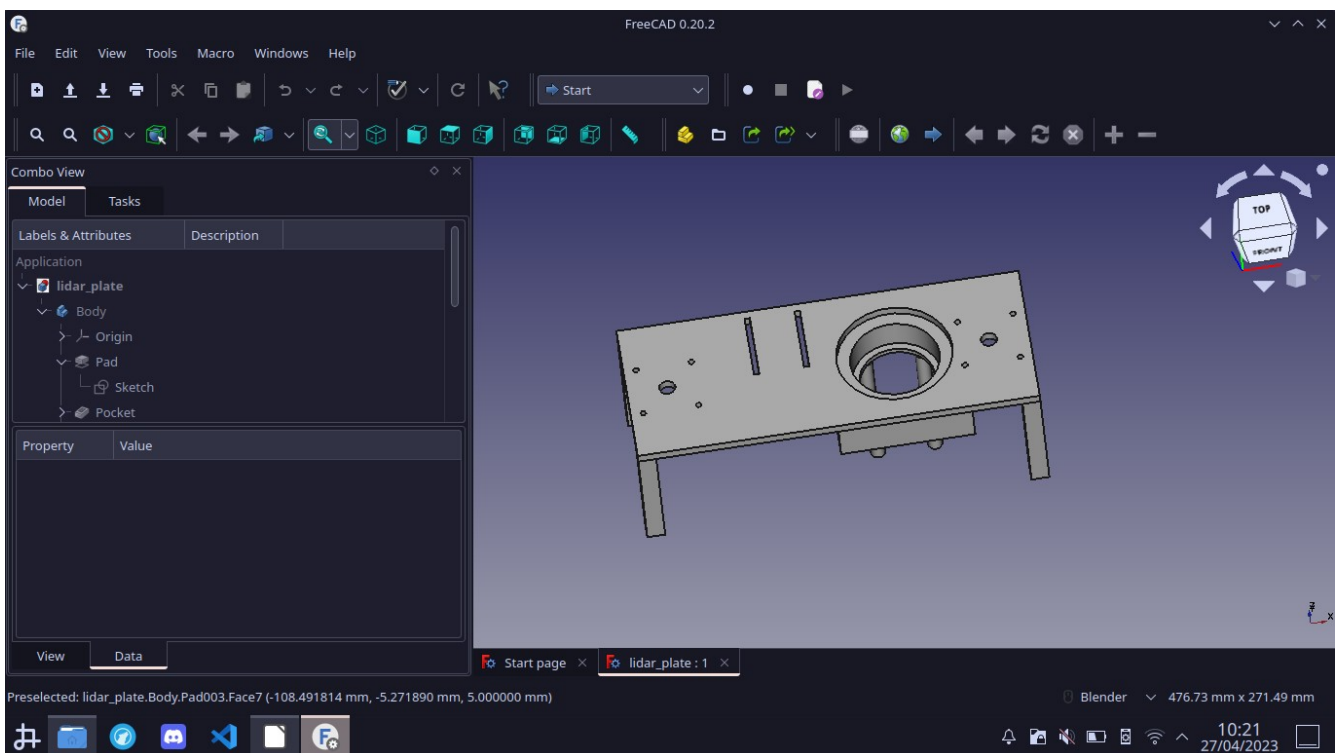 FreeCAD 0.20.2
File Edit View Tools Macro Windows Help
Start
Combo View
Model Tasks
Labels & Attributes Description
Application
lidar_plate
Body
Origin
Pad
Sketch
Pocket
Property Value
View Data
TOP
FRONT
Z
X
Start page
lidar_plate : 1
Preselected: lidar_plate.Body.Pad003.Face7 (-108.491814 mm, -5.271890 mm, 5.000000 mm)
Blender 476.73 mm x 271.49 mm
10:21
27/04/2023